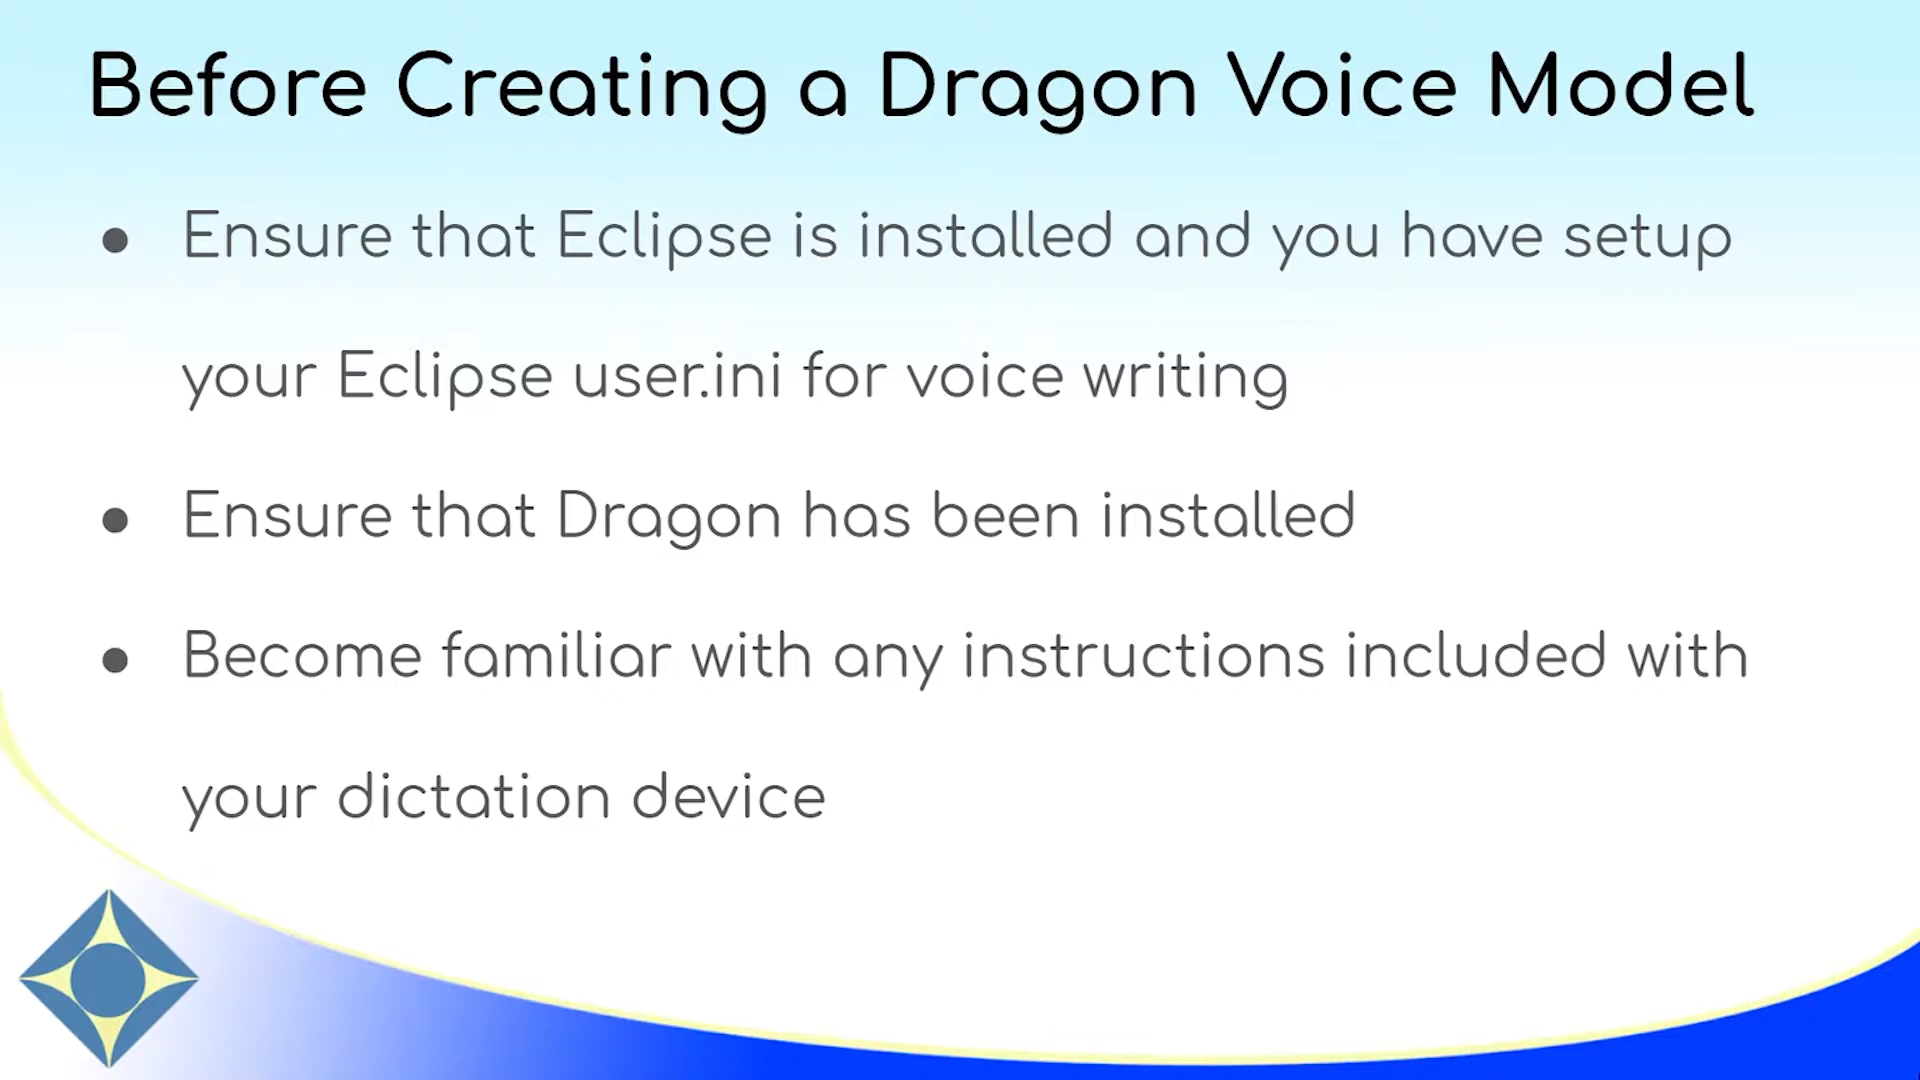 Before Creating a Dragon Voice Model
● Ensure that Eclipse is installed and you have setup
your Eclipse user.ini for voice writing
● Ensure that Dragon has been installed
● Become familiar with any instructions included with
your dictation device